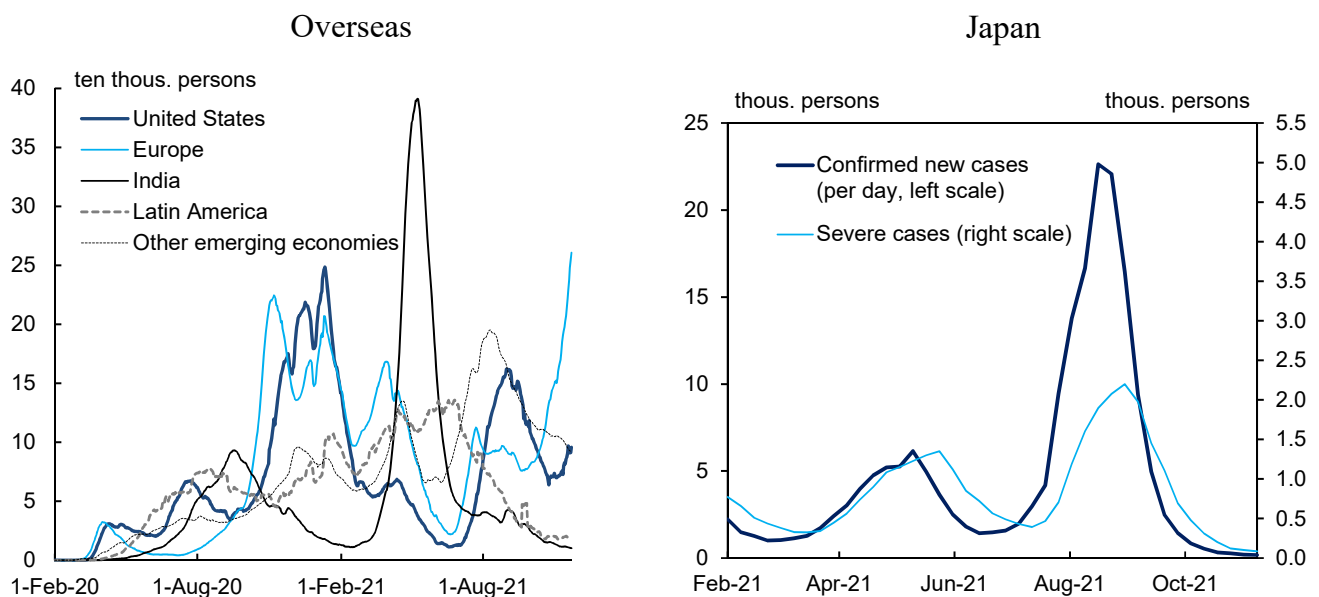 Overseas
ten thous. persons
40
35
30
25
20
15
10
5
0
United States
Europe
India
Latin America
Other emerging economies
1-Feb-20
1-Aug-20
1-Feb-21
1-Aug-21
Japan
thous. persons
thous. persons
25
20
15
10
5
0
Confirmed new cases
(per day, left scale)
Severe cases (right scale)
5.5
5.0
4.5
4.0
3.5
3.0
2.5
2.0
1.5
1.0
0.5
0.0
Feb-21
Apr-21
Jun-21
Aug-21
Oct-21